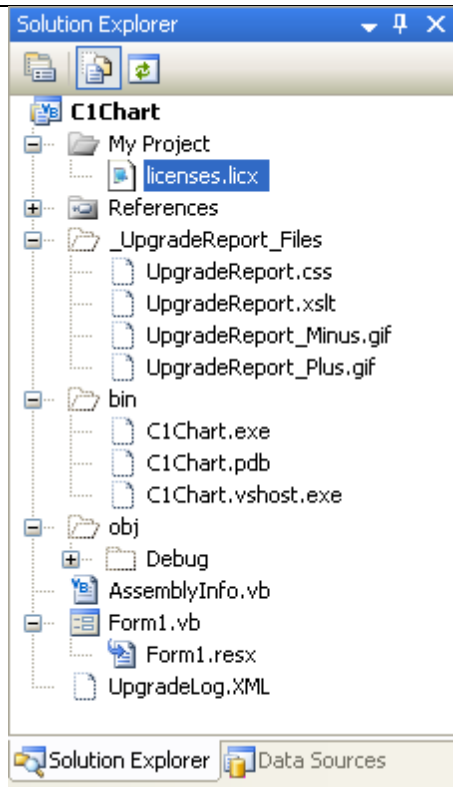 Solution Explorer
C1Chart
My Project
licenses.licx
References
_UpgradeReport_Files
UpgradeReport.css
UpgradeReport.xslt
UpgradeReport_Minus.gif
UpgradeReport_Plus.gif
bin
C1Chart.exe
C1Chart.pdb
C1Chart.vshost.exe
obj
Debug
AssemblyInfo.vb
Form1.vb
Form1.resx
UpgradeLog.XML
Solution Explorer Data Sources